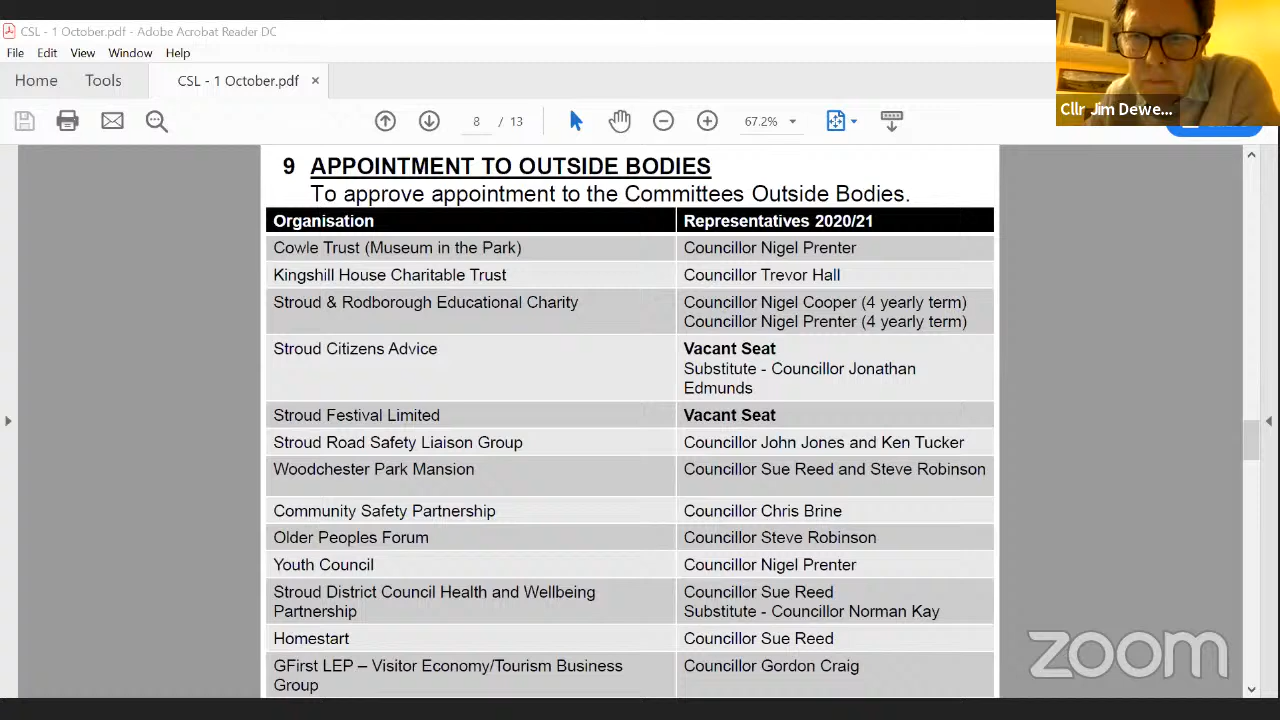 CSL - 1 October.pdf - Adobe Acrobat Reader DC
File Edit View Window Help
Home Tools CSL - 1 October.pdf ×
8 / 13 67.2%
Cllr Jim Dewe...
9 APPOINTMENT TO OUTSIDE BODIES
To approve appointment to the Committees Outside Bodies.
Organisation Representatives 2020/21
Cowle Trust (Museum in the Park) Councillor Nigel Prenter
Kingshill House Charitable Trust Councillor Trevor Hall
Stroud & Rodborough Educational Charity Councillor Nigel Cooper (4 yearly term)
Councillor Nigel Prenter (4 yearly term)
Stroud Citizens Advice Vacant Seat
Substitute - Councillor Jonathan
Edmunds
Stroud Festival Limited Vacant Seat
Stroud Road Safety Liaison Group Councillor John Jones and Ken Tucker
Woodchester Park Mansion Councillor Sue Reed and Steve Robinson
Community Safety Partnership Councillor Chris Brine
Older Peoples Forum Councillor Steve Robinson
Youth Council Councillor Nigel Prenter
Stroud District Council Health and Wellbeing Councillor Sue Reed
Partnership Substitute - Councillor Norman Kay
Homestart Councillor Sue Reed
GFirst LEP – Visitor Economy/Tourism Business Councillor Gordon Craig
Group
zoom